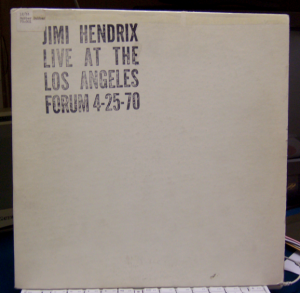 JIMI HENDRIX
LIVE AT THE
LOS ANGELES
FORUM 4-25-70